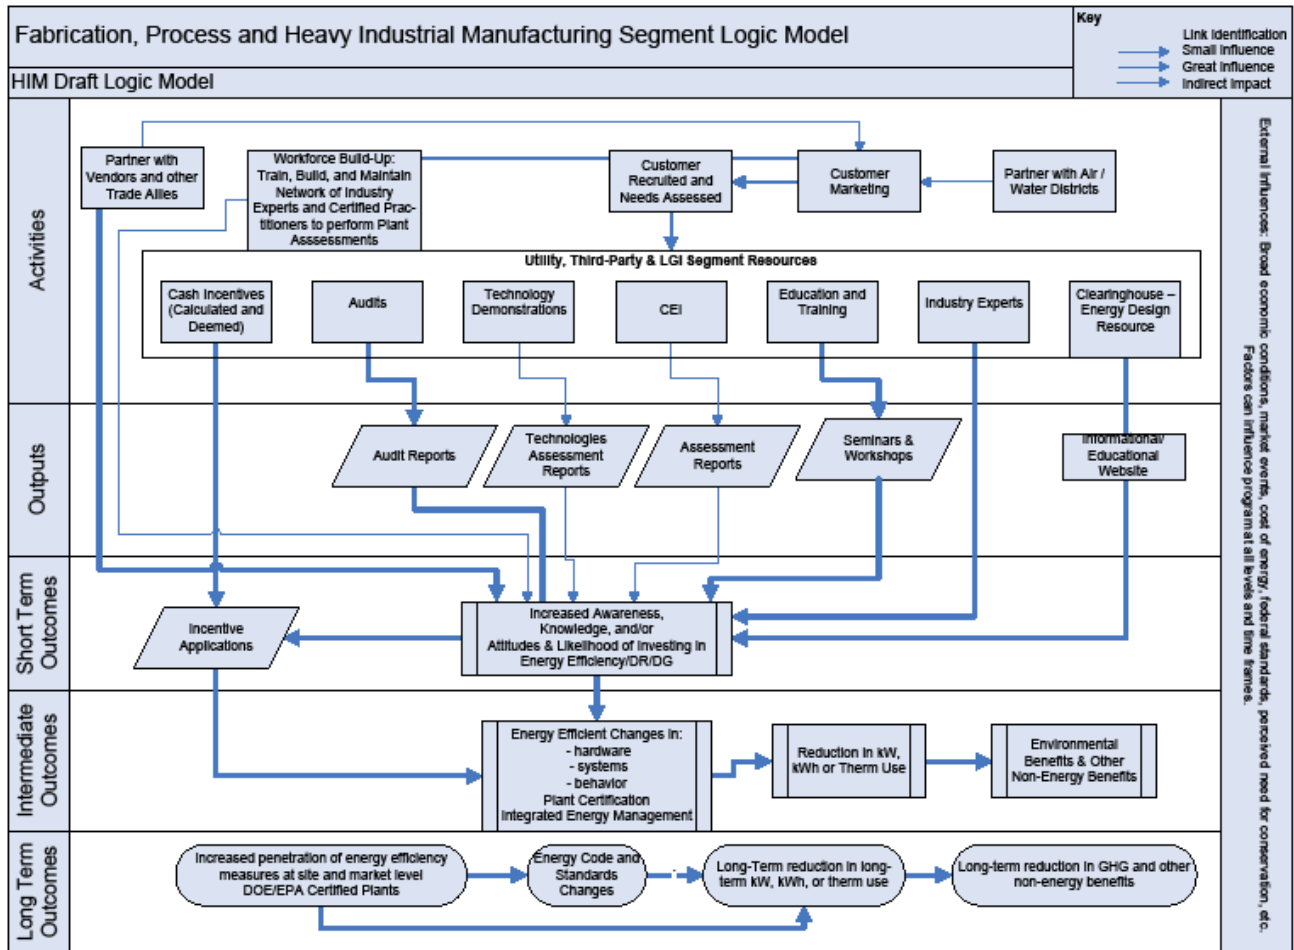 Fabrication, Process and Heavy Industrial Manufacturing Segment Logic Model
Key
Link Identification
Small Influence
Great Influence
Indirect Impact
HIM Draft Logic Model
Activities
Partner with
Vendors and other
Trade Allies
Workforce Build-Up:
Train, Build, and Maintain
Network of Industry
Experts and Certified Prac-
titioners to perform Plant
Asssessments
Customer
Recruited and
Needs Assessed
Customer
Marketing
Partner with Air /
Water Districts
Utility, Third-Party & LGI Segment Resources
Cash Incentives
(Calculated and
Deemed)
Audits
Technology
Demonstrations
CEI
Education and
Training
Industry Experts
Clearinghouse –
Energy Design
Resource
Outputs
Audit Reports
Technologies
Assessment
Reports
Assessment
Reports
Seminars &
Workshops
Informational/
Educational
Website
Short Term
Outcomes
Incentive
Applications
Increased Awareness,
Knowledge, and/or
Attitudes & Likelihood of Investing in
Energy Efficiency/DR/DG
Intermediate
Outcomes
Energy Efficient Changes in:
- hardware
- systems
- behavior
Plant Certification
Integrated Energy Management
Reduction in kW,
kWh or Therm Use
Environmental
Benefits & Other
Non-Energy Benefits
Long Term
Outcomes
Increased penetration of energy efficiency
measures at site and market level
DOE/EPA Certified Plants
Energy Code and
Standards
Changes
Long-Term reduction in long-
term kW, kWh, or therm use
Long-term reduction in GHG and other
non-energy benefits
External Influences: Broad economic conditions, market events, cost of energy, federal standards, perceived need for conservation, etc.
Factors can influence program at all levels and time frames.